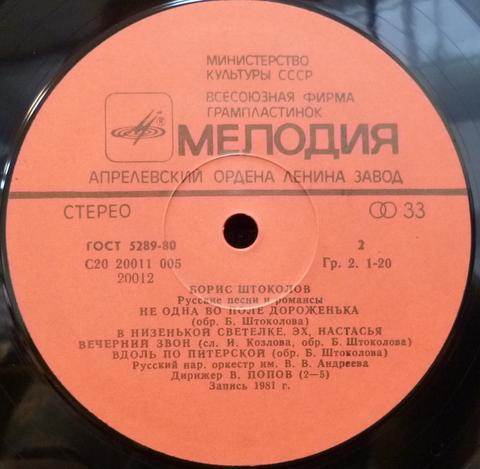 МИНИСТЕРСТВО
КУЛЬТУРЫ СССР
ВСЕСОЮЗНАЯ ФИРМА
ГРАМПЛАСТИНОК
МЕЛОДИЯ
АПРЕЛЕВСКИЙ ОРДЕНА ЛЕНИНА ЗАВОД
СТЕРЕО 33
ГОСТ 5289-80 2
С20 20011 005 Гр. 2. 1-20
20012
БОРИС ШТОКОЛОВ
Русские песни и романсы
НЕ ОДНА ВО ПОЛЕ ДОРОЖЕНЬКА
(обр. Б. Штоколова)
В НИЗЕНЬКОЙ СВЕТЕЛКЕ. ЭХ, НАСТАСЬЯ
ВЕЧЕРНИЙ ЗВОН (сл. И. Козлова, обр. Б. Штоколова)
ВДОЛЬ ПО ПИТЕРСКОЙ (обр. Б. Штоколова)
Русский нар. оркестр им. В. В. Андреева
Дирижер В. ПОПОВ (2—5)
Запись 1981 г.